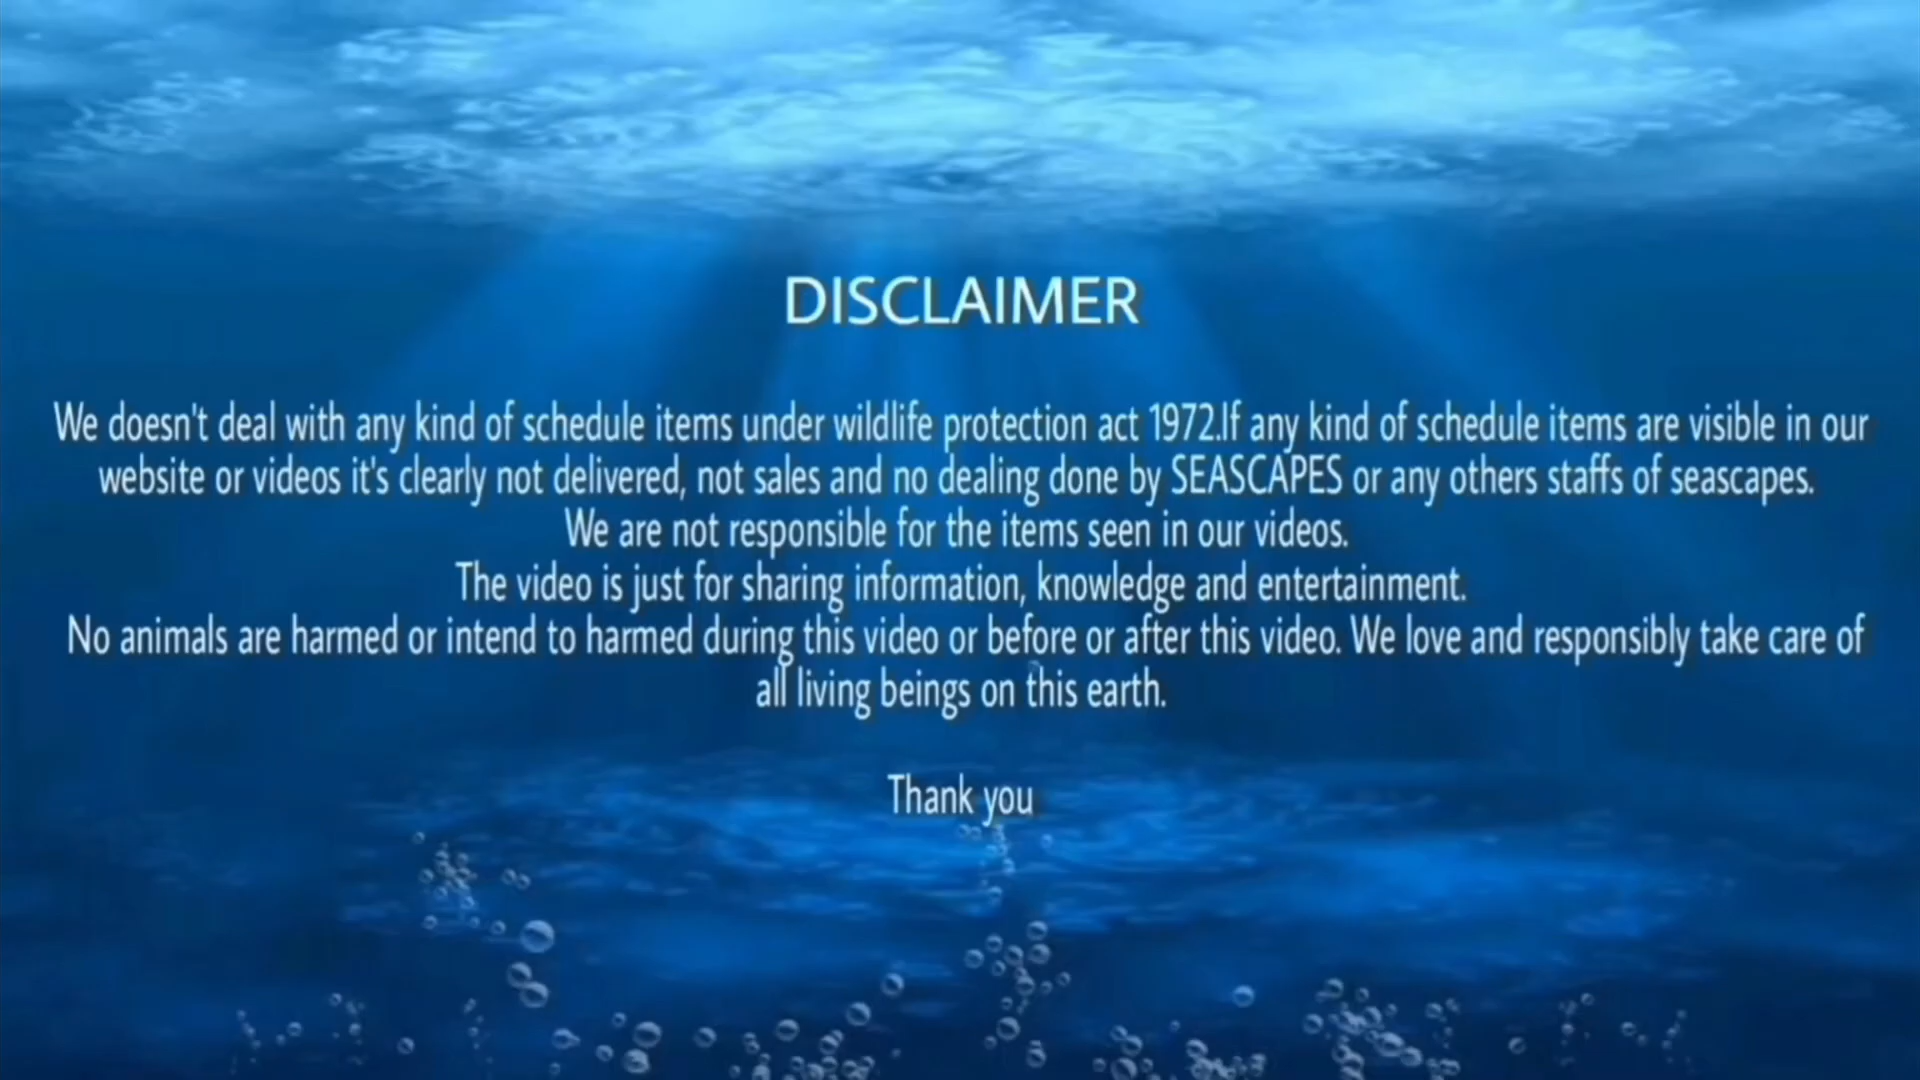 DISCLAIMER
We doesn't deal with any kind of schedule items under wildlife protection act 1972.If any kind of schedule items are visible in our
website or videos it's clearly not delivered, not sales and no dealing done by SEASCAPES or any others staffs of seascapes.
We are not responsible for the items seen in our videos.
The video is just for sharing information, knowledge and entertainment.
No animals are harmed or intend to harmed during this video or before or after this video. We love and responsibly take care of
all living beings on this earth.
Thank you